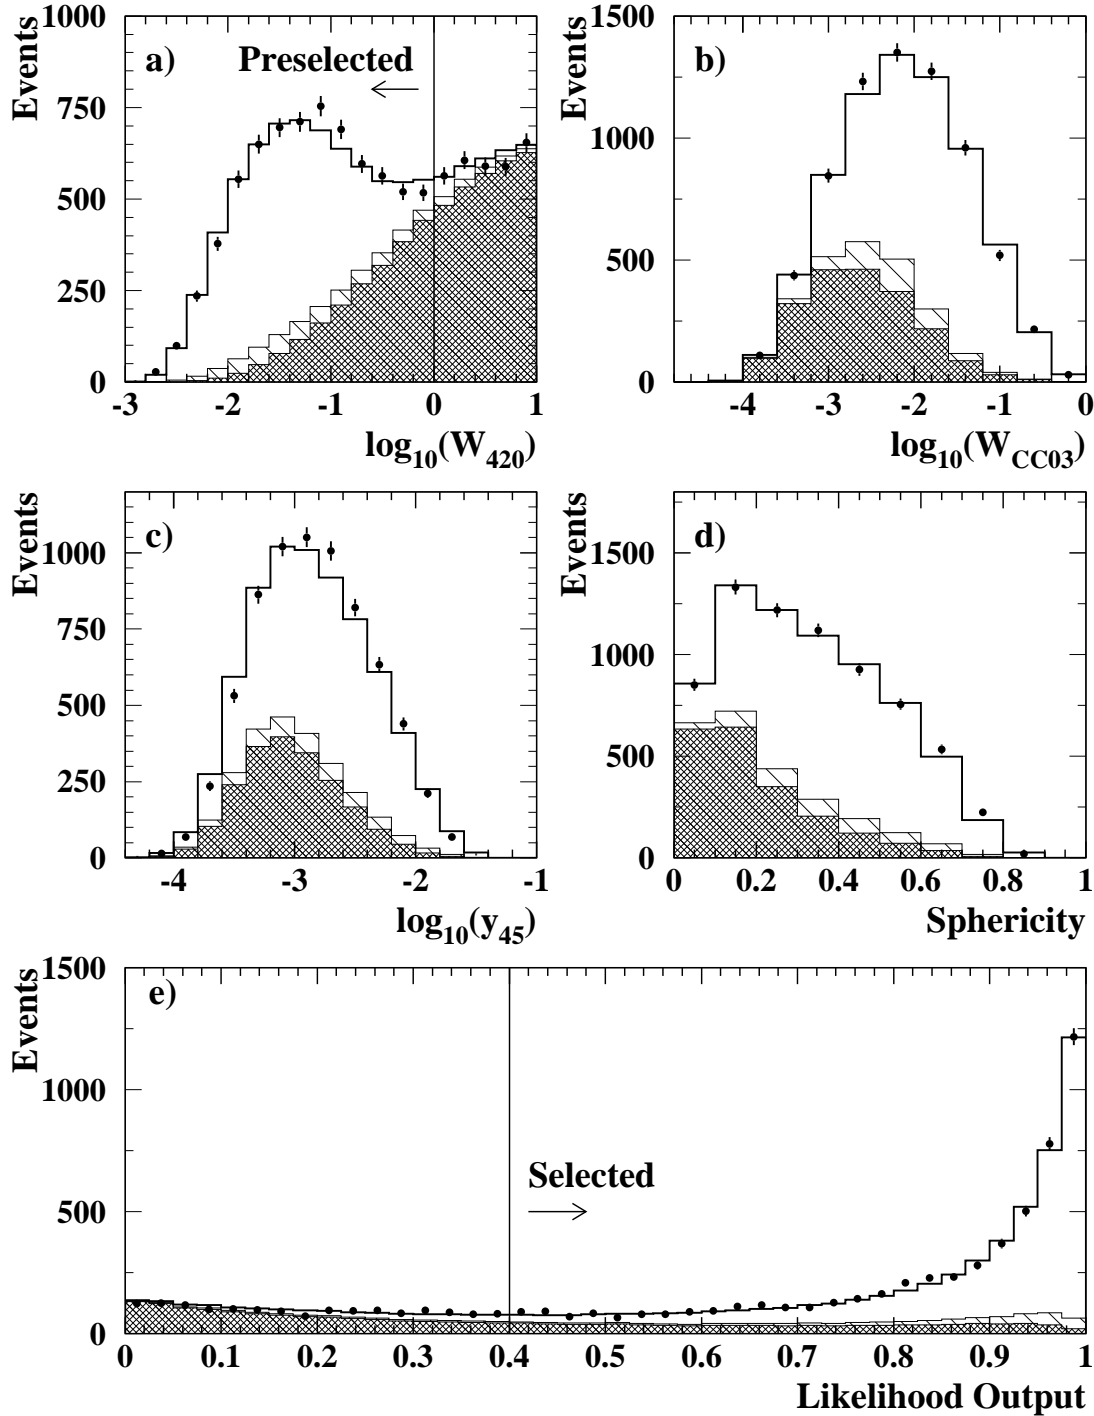 Events
1000
750
500
250
0
a)
Preselected
-3 -2 -1 0 1
log10(W420)
Events
1500
1000
500
0
b)
-4 -3 -2 -1 0
log10(WCC03)
Events
1000
750
500
250
0
c)
-4 -3 -2 -1
log10(y45)
Events
1500
1000
500
0
d)
0 0.2 0.4 0.6 0.8 1
Sphericity
Events
1500
1000
500
0
e)
Selected
0 0.1 0.2 0.3 0.4 0.5 0.6 0.7 0.8 0.9 1
Likelihood Output